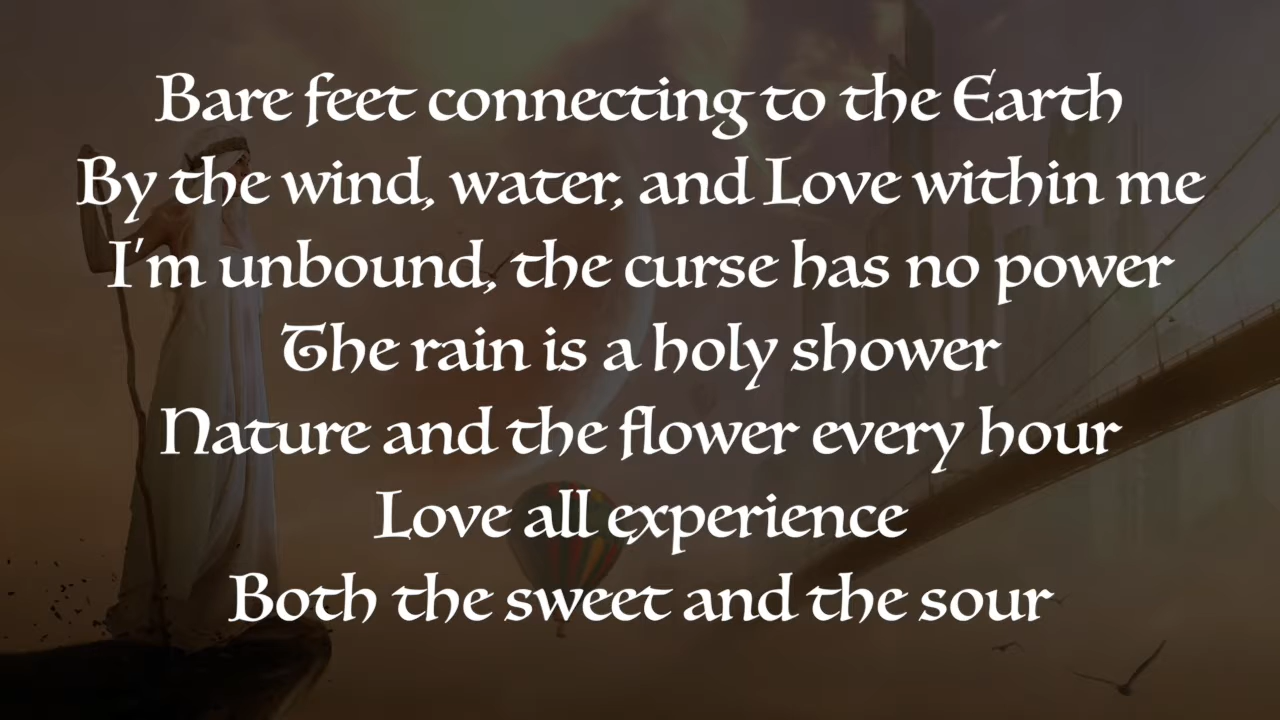 Bare feet connecting to the Earth
By the wind, water, and Love within me
I'm unbound, the curse has no power
The rain is a holy shower
Nature and the flower every hour
Love all experience
Both the sweet and the sour